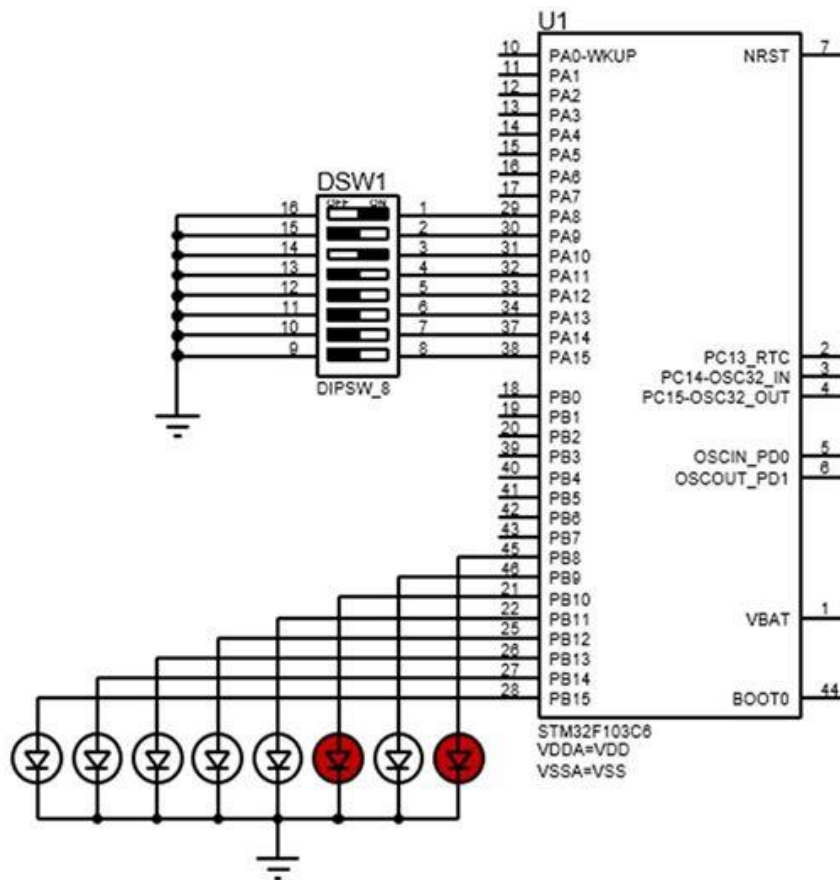 U1
10 PA0-WKUP NRST 7
11 PA1
12 PA2
13 PA3
14 PA4
15 PA5
16 PA6
17 PA7
DSW1
OFF ON
16 1 29 PA8
15 2 30 PA9
14 3 31 PA10
13 4 32 PA11
12 5 33 PA12
11 6 34 PA13
10 7 37 PA14
9 8 38 PA15 PC13_RTC 2
PC14-OSC32_IN 3
DIPSW_8 18 PB0 PC15-OSC32_OUT 4
19 PB1
20 PB2
39 PB3 OSCIN_PD0 5
40 PB4 OSCOUT_PD1 6
41 PB5
42 PB6
43 PB7
45 PB8
46 PB9
21 PB10
22 PB11 VBAT 1
25 PB12
26 PB13
27 PB14
28 PB15 BOOT0 44
STM32F103C6
VDDA=VDD
VSSA=VSS